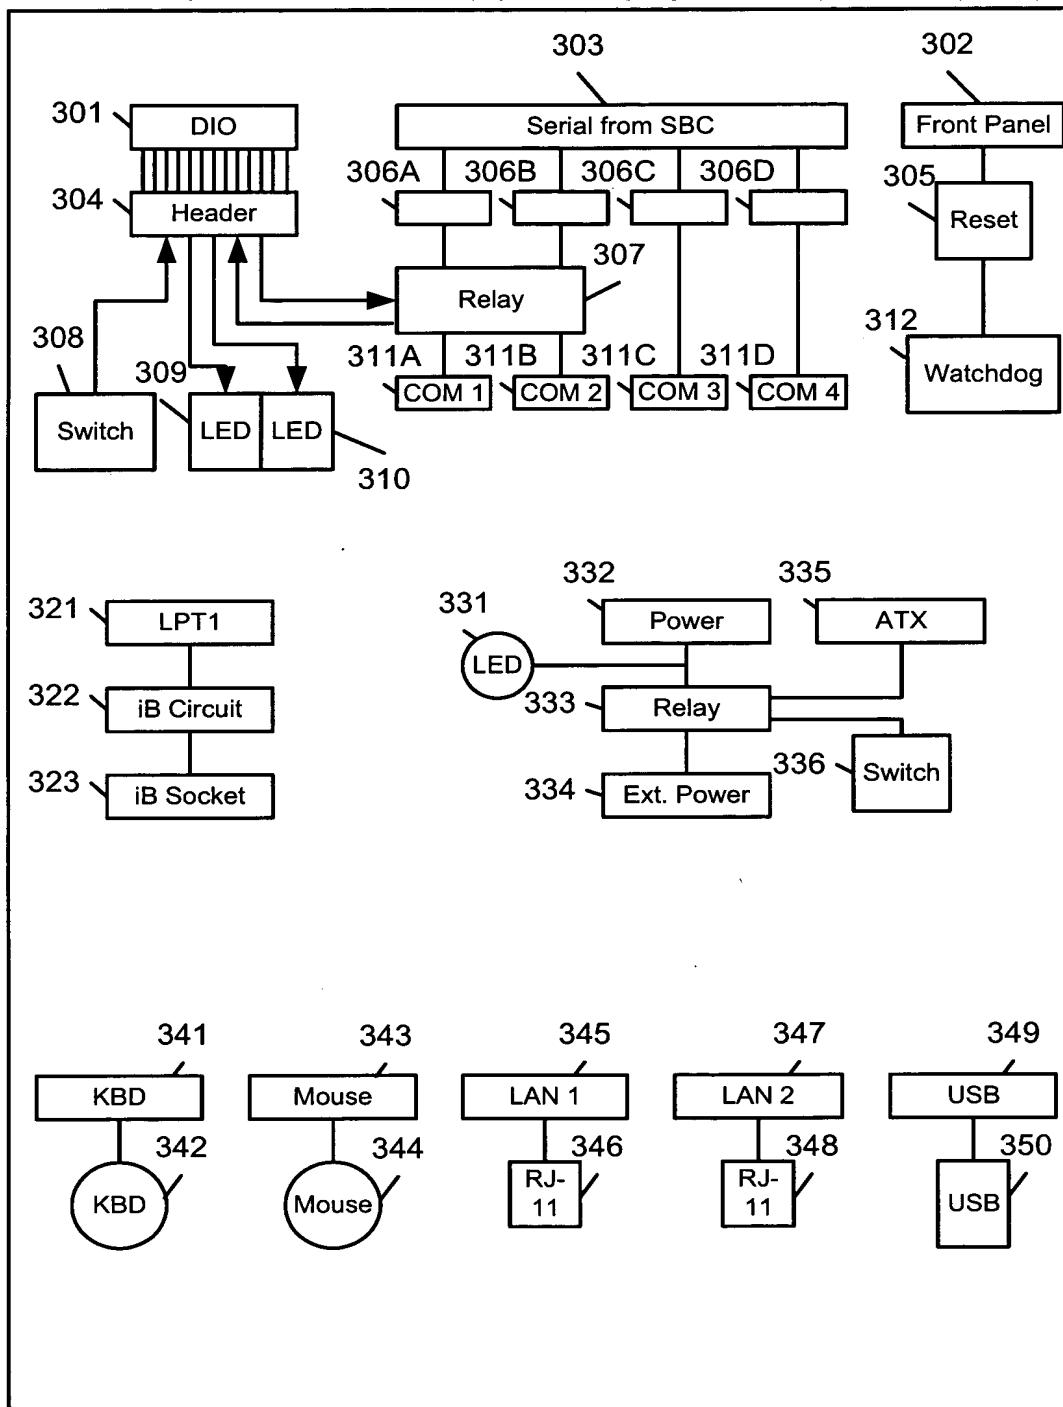 303
302
301
DIO
Serial from SBC
Front Panel
306A
306B
306C
306D
305
304
Header
Reset
307
Relay
308
312
311A
311B
311C
311D
309
Watchdog
COM 1
COM 2
COM 3
COM 4
Switch
LED
LED
310
332
335
321
331
LPT1
Power
ATX
LED
322
iB Circuit
333
Relay
323
iB Socket
334
Ext. Power
336
Switch
341
343
345
347
349
KBD
Mouse
LAN 1
LAN 2
USB
342
344
346
348
350
KBD
Mouse
RJ-
11
RJ-
11
USB